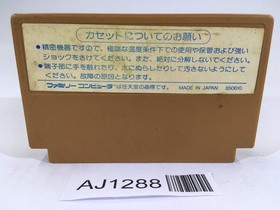 カセットについてのお願い
●精密機器ですので、極端な温度条件下での使用や保管および強い
ショックをさけてください。また、絶対に分解しないでください。
●端子部に手を触れたり、水にぬらしたりして汚さないようにして
ください。故障の原因となります。
ファミリーコンピュータは任天堂の商標です。 MADE IN JAPAN
AJ1288